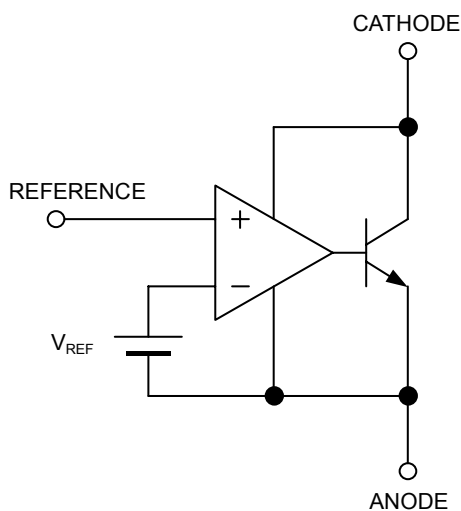 CATHODE
REFERENCE
+
−
VREF
ANODE